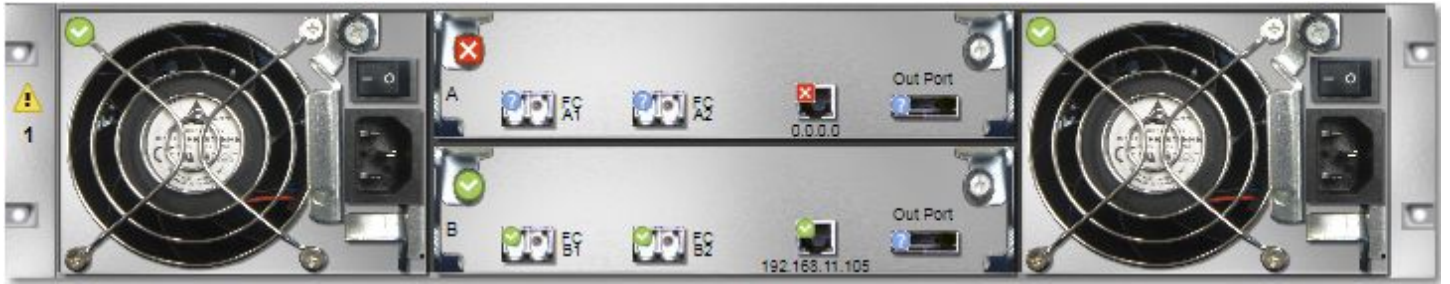 1
A
FC
A1
FC
A2
0.0.0.0
Out Port
B
FC
B1
FC
B2
192.168.11.105
Out Port